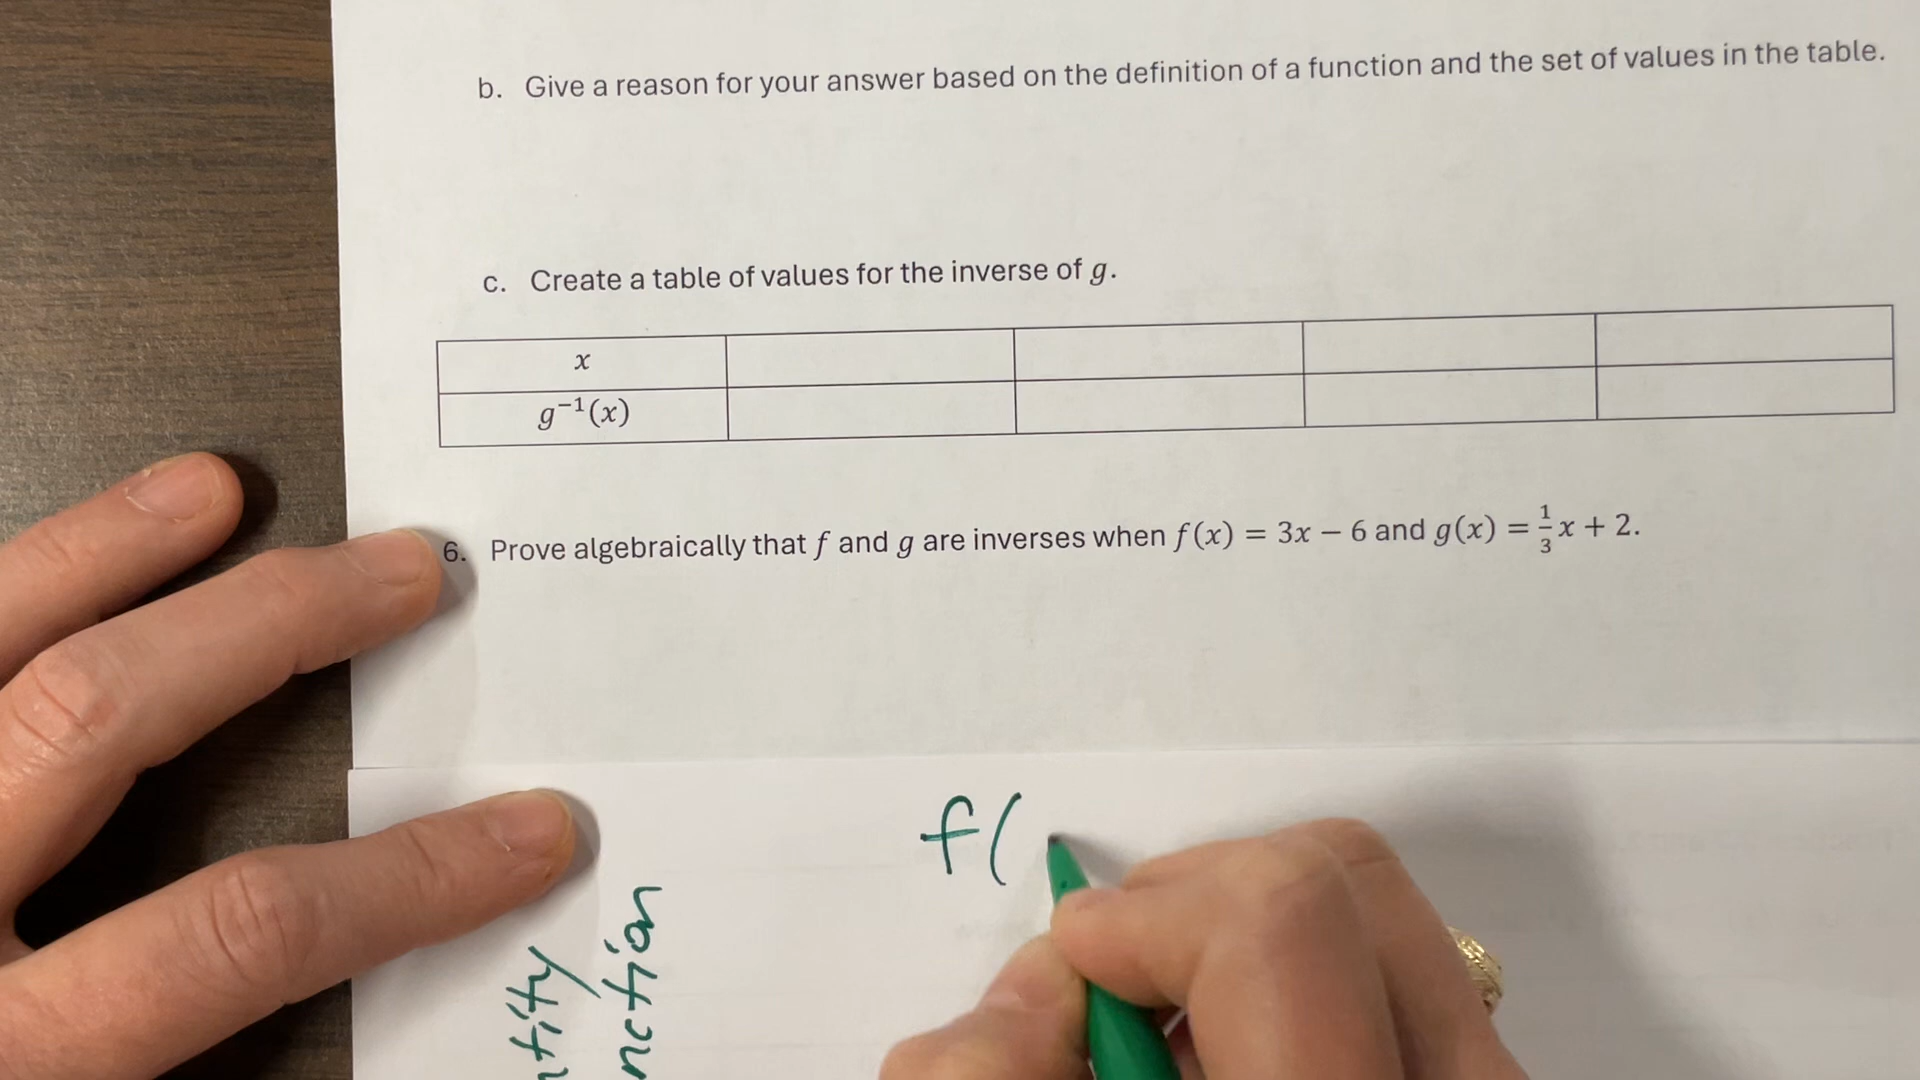 b. Give a reason for your answer based on the definition of a function and the set of values in the table.
c. Create a table of values for the inverse of g.
x
g⁻¹(x)
6. Prove algebraically that f and g are inverses when f(x) = 3x − 6 and g(x) = 1/3 x + 2.
f(